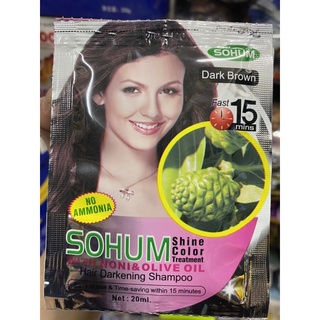 SOHUM
Dark Brown
Fast 15
mins
NO
AMMONIA
SOHUM Shine
Color
Treatment
NONI&OLIVE OIL
Hair Darkening Shampoo
& Time-saving within 15 minutes
Net : 20ml.